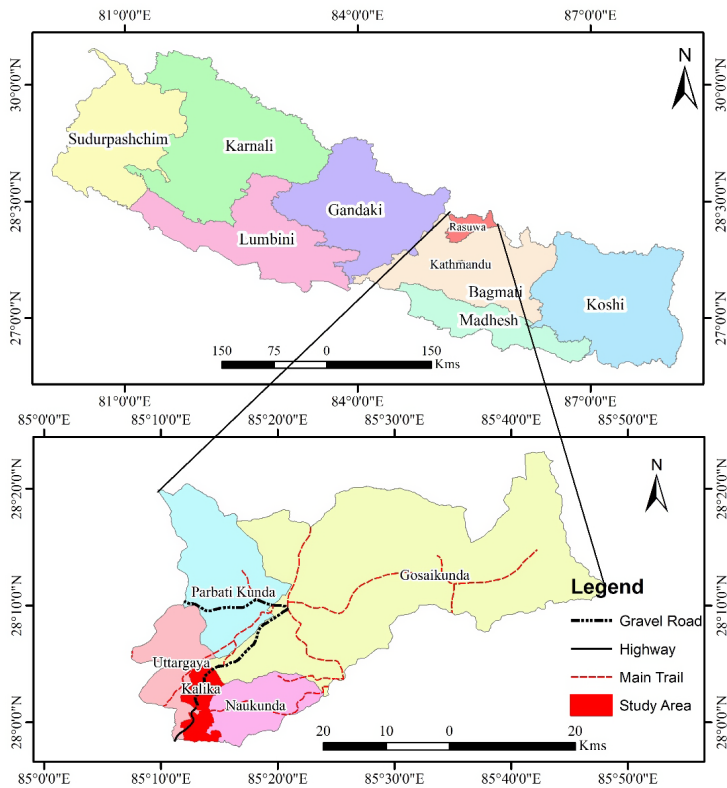 81°0'0"E 84°0'0"E 87°0'0"E
30°0'0"N 30°0'0"N
28°30'0"N 28°30'0"N
27°0'0"N 27°0'0"N
N
Sudurpashchim
Karnali
Gandaki
Lumbini
Rasuwa
Kathmandu
Bagmati
Madhesh
Koshi
150 75 0 150
Kms
81°0'0"E 84°0'0"E 87°0'0"E
85°0'0"E 85°10'0"E 85°20'0"E 85°30'0"E 85°40'0"E 85°50'0"E
28°20'0"N 28°20'0"N
28°10'0"N 28°10'0"N
28°0'0"N 28°0'0"N
N
Parbati Kunda
Gosaikunda
Uttargaya
Kalika
Naukunda
Legend
Gravel Road
Highway
Main Trail
Study Area
20 10 0 20
Kms
85°0'0"E 85°10'0"E 85°20'0"E 85°30'0"E 85°40'0"E 85°50'0"E